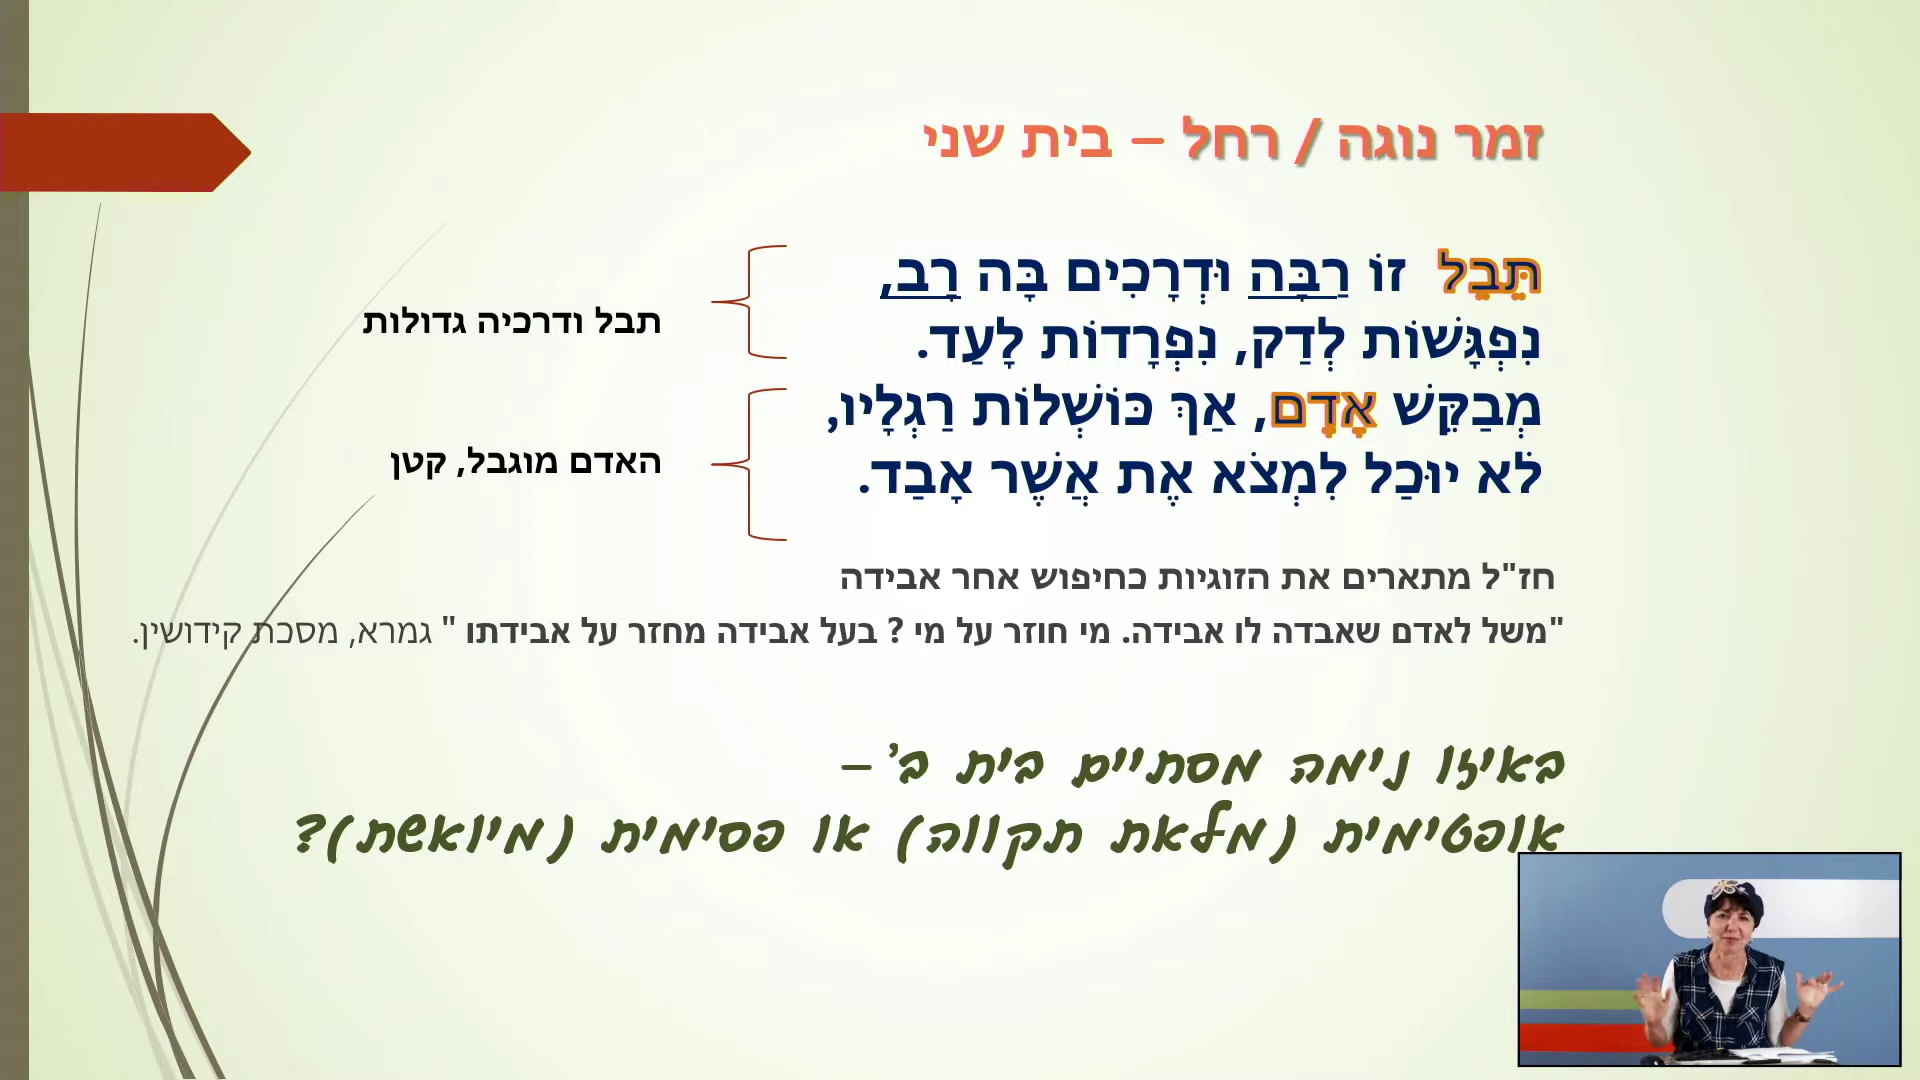 זמר נוגה / רחל – בית שני
תֵּבֵל זוֹ רַבָּה וּדְרָכִים בָּה רָב,
נִפְגָּשׁוֹת לְדַק, נִפְרָדוֹת לָעַד.
מְבַקֵּשׁ אָדָם, אַךְ כּוֹשְׁלוֹת רַגְלָיו,
לֹא יוּכַל לִמְצֹא אֶת אֲשֶׁר אָבַד.
תבל ודרכיה גדולות
האדם מוגבל, קטן
חז"ל מתארים את הזוגיות כחיפוש אחר אבידה
"משל לאדם שאבדה לו אבידה. מי חוזר על מי ? בעל אבידה מחזר על אבידתו " גמרא, מסכת קידושין.
באיזו נימה מסתיים בית ב' –
אופטימית (מלאת תקווה) או פסימית (מיואשת)?